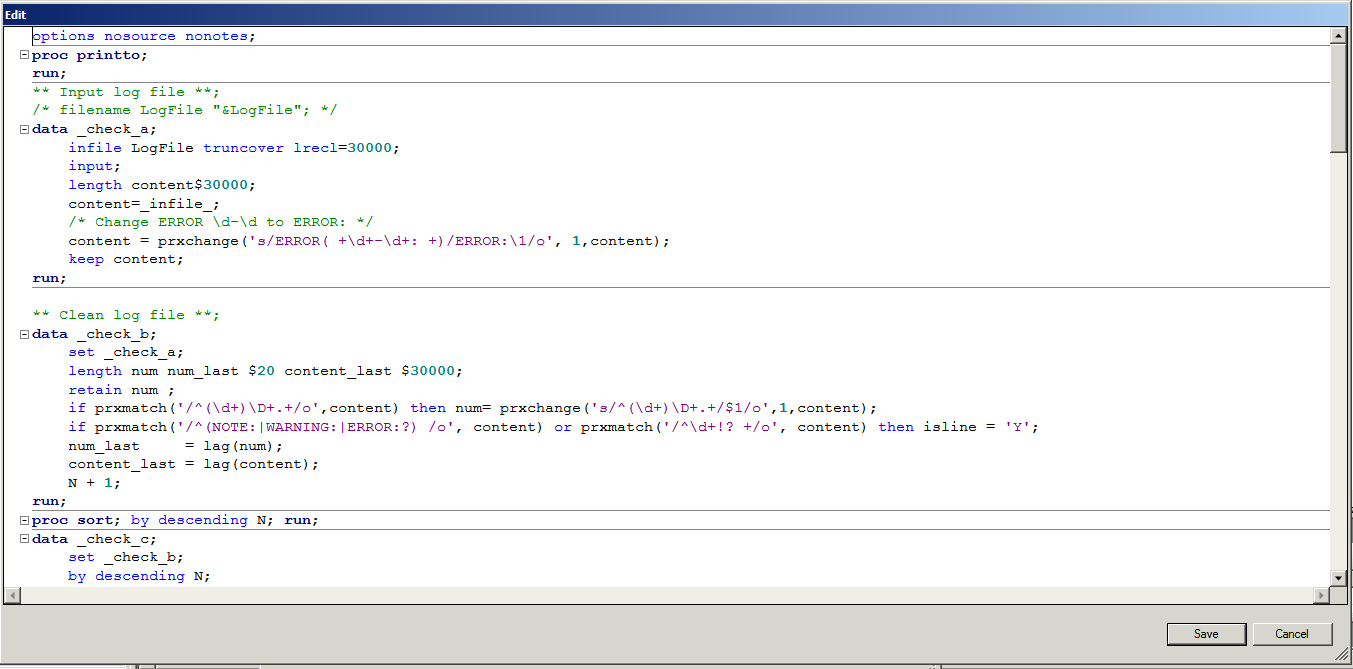 Edit
options nosource nonotes;
proc printto;
run;
** Input log file **;
/* filename LogFile "&LogFile"; */
data _check_a;
    infile LogFile truncover lrecl=30000;
    input;
    length content$30000;
    content=_infile_;
    /* Change ERROR \d-\d to ERROR: */
    content = prxchange('s/ERROR( +\d+-\d+: +)/ERROR:\1/o', 1,content);
    keep content;
run;
** Clean log file **;
data _check_b;
    set _check_a;
    length num num_last $20 content_last $30000;
    retain num ;
    if prxmatch('/^(\d+)\D+.+/o',content) then num= prxchange('s/^(\d+)\D+.+/$1/o',1,content);
    if prxmatch('/^(NOTE:|WARNING:|ERROR:?) /o', content) or prxmatch('/^\d+!? +/o', content) then isline = 'Y';
    num_last     = lag(num);
    content_last = lag(content);
    N + 1;
run;
proc sort; by descending N; run;
data _check_c;
    set _check_b;
    by descending N;
Save
Cancel